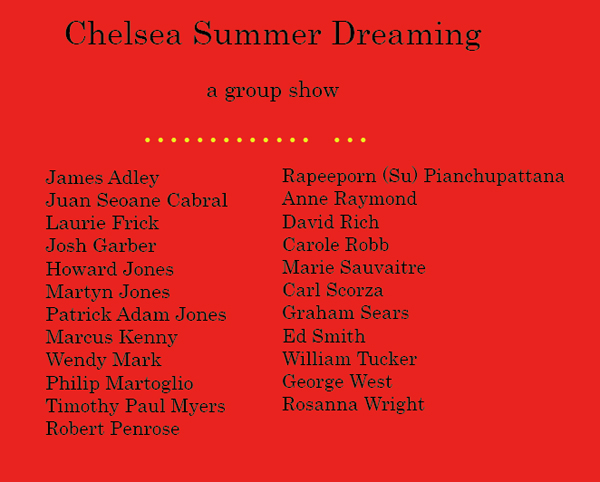 Chelsea Summer Dreaming
a group show
............. ...
James Adley
Juan Seoane Cabral
Laurie Frick
Josh Garber
Howard Jones
Martyn Jones
Patrick Adam Jones
Marcus Kenny
Wendy Mark
Philip Martoglio
Timothy Paul Myers
Robert Penrose
Rapeeporn (Su) Pianchupattana
Anne Raymond
David Rich
Carole Robb
Marie Sauvaitre
Carl Scorza
Graham Sears
Ed Smith
William Tucker
George West
Rosanna Wright